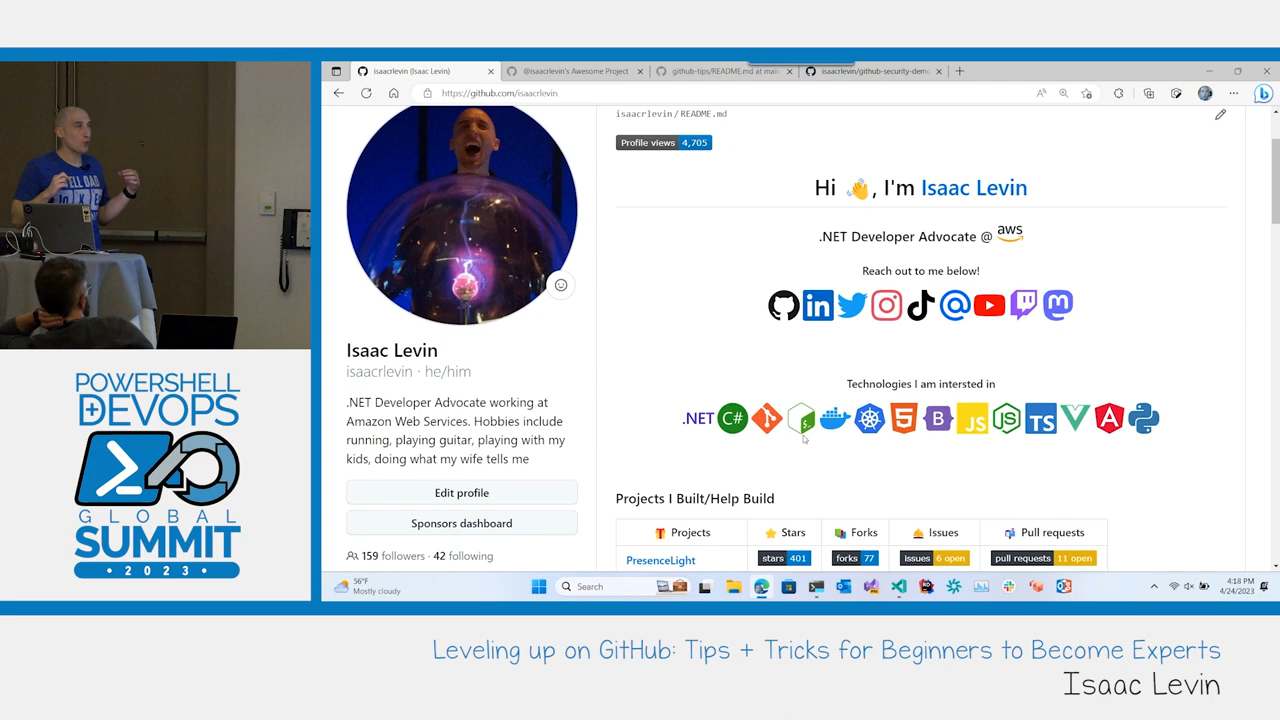 isaacrlevin (Isaac Levin)
@isaacrlevin's Awesome Project
github-tips/README.md at main
isaacrlevin/github-security-demo
https://github.com/isaacrlevin
isaacrlevin/README.md
Profile views 4,705
Hi 👋, I'm Isaac Levin
.NET Developer Advocate @ aws
Reach out to me below!
Technologies I am intersted in
.NET C# 5 B JS JS TS
Isaac Levin
isaacrlevin · he/him
.NET Developer Advocate working at
Amazon Web Services. Hobbies include
running, playing guitar, playing with my
kids, doing what my wife tells me
Edit profile
Sponsors dashboard
159 followers · 42 following
Projects I Built/Help Build
Projects Stars Forks Issues Pull requests
PresenceLight stars 401 forks 77 issues 6 open pull requests 11 open
56°F
Mostly cloudy
Search
4:18 PM
4/24/2023
POWERSHELL
+DEVOPS
GLOBAL
SUMMIT
• 2023 •
Leveling up on GitHub: Tips + Tricks for Beginners to Become Experts
Isaac Levin